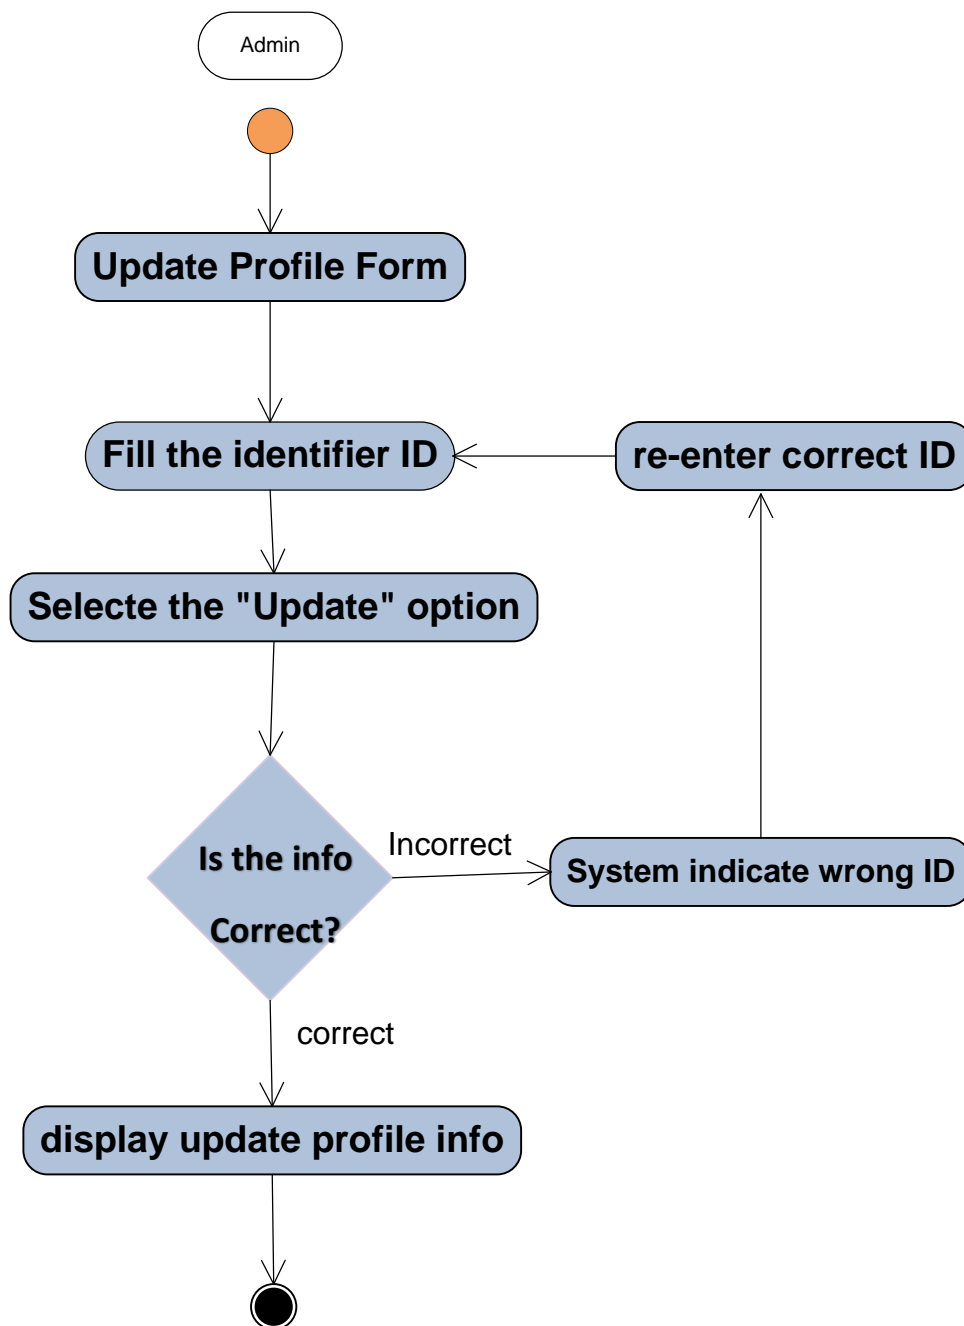 Admin
Update Profile Form
Fill the identifier ID
re-enter correct ID
Selecte the "Update" option
Is the info
Correct?
Incorrect
System indicate wrong ID
correct
display update profile info